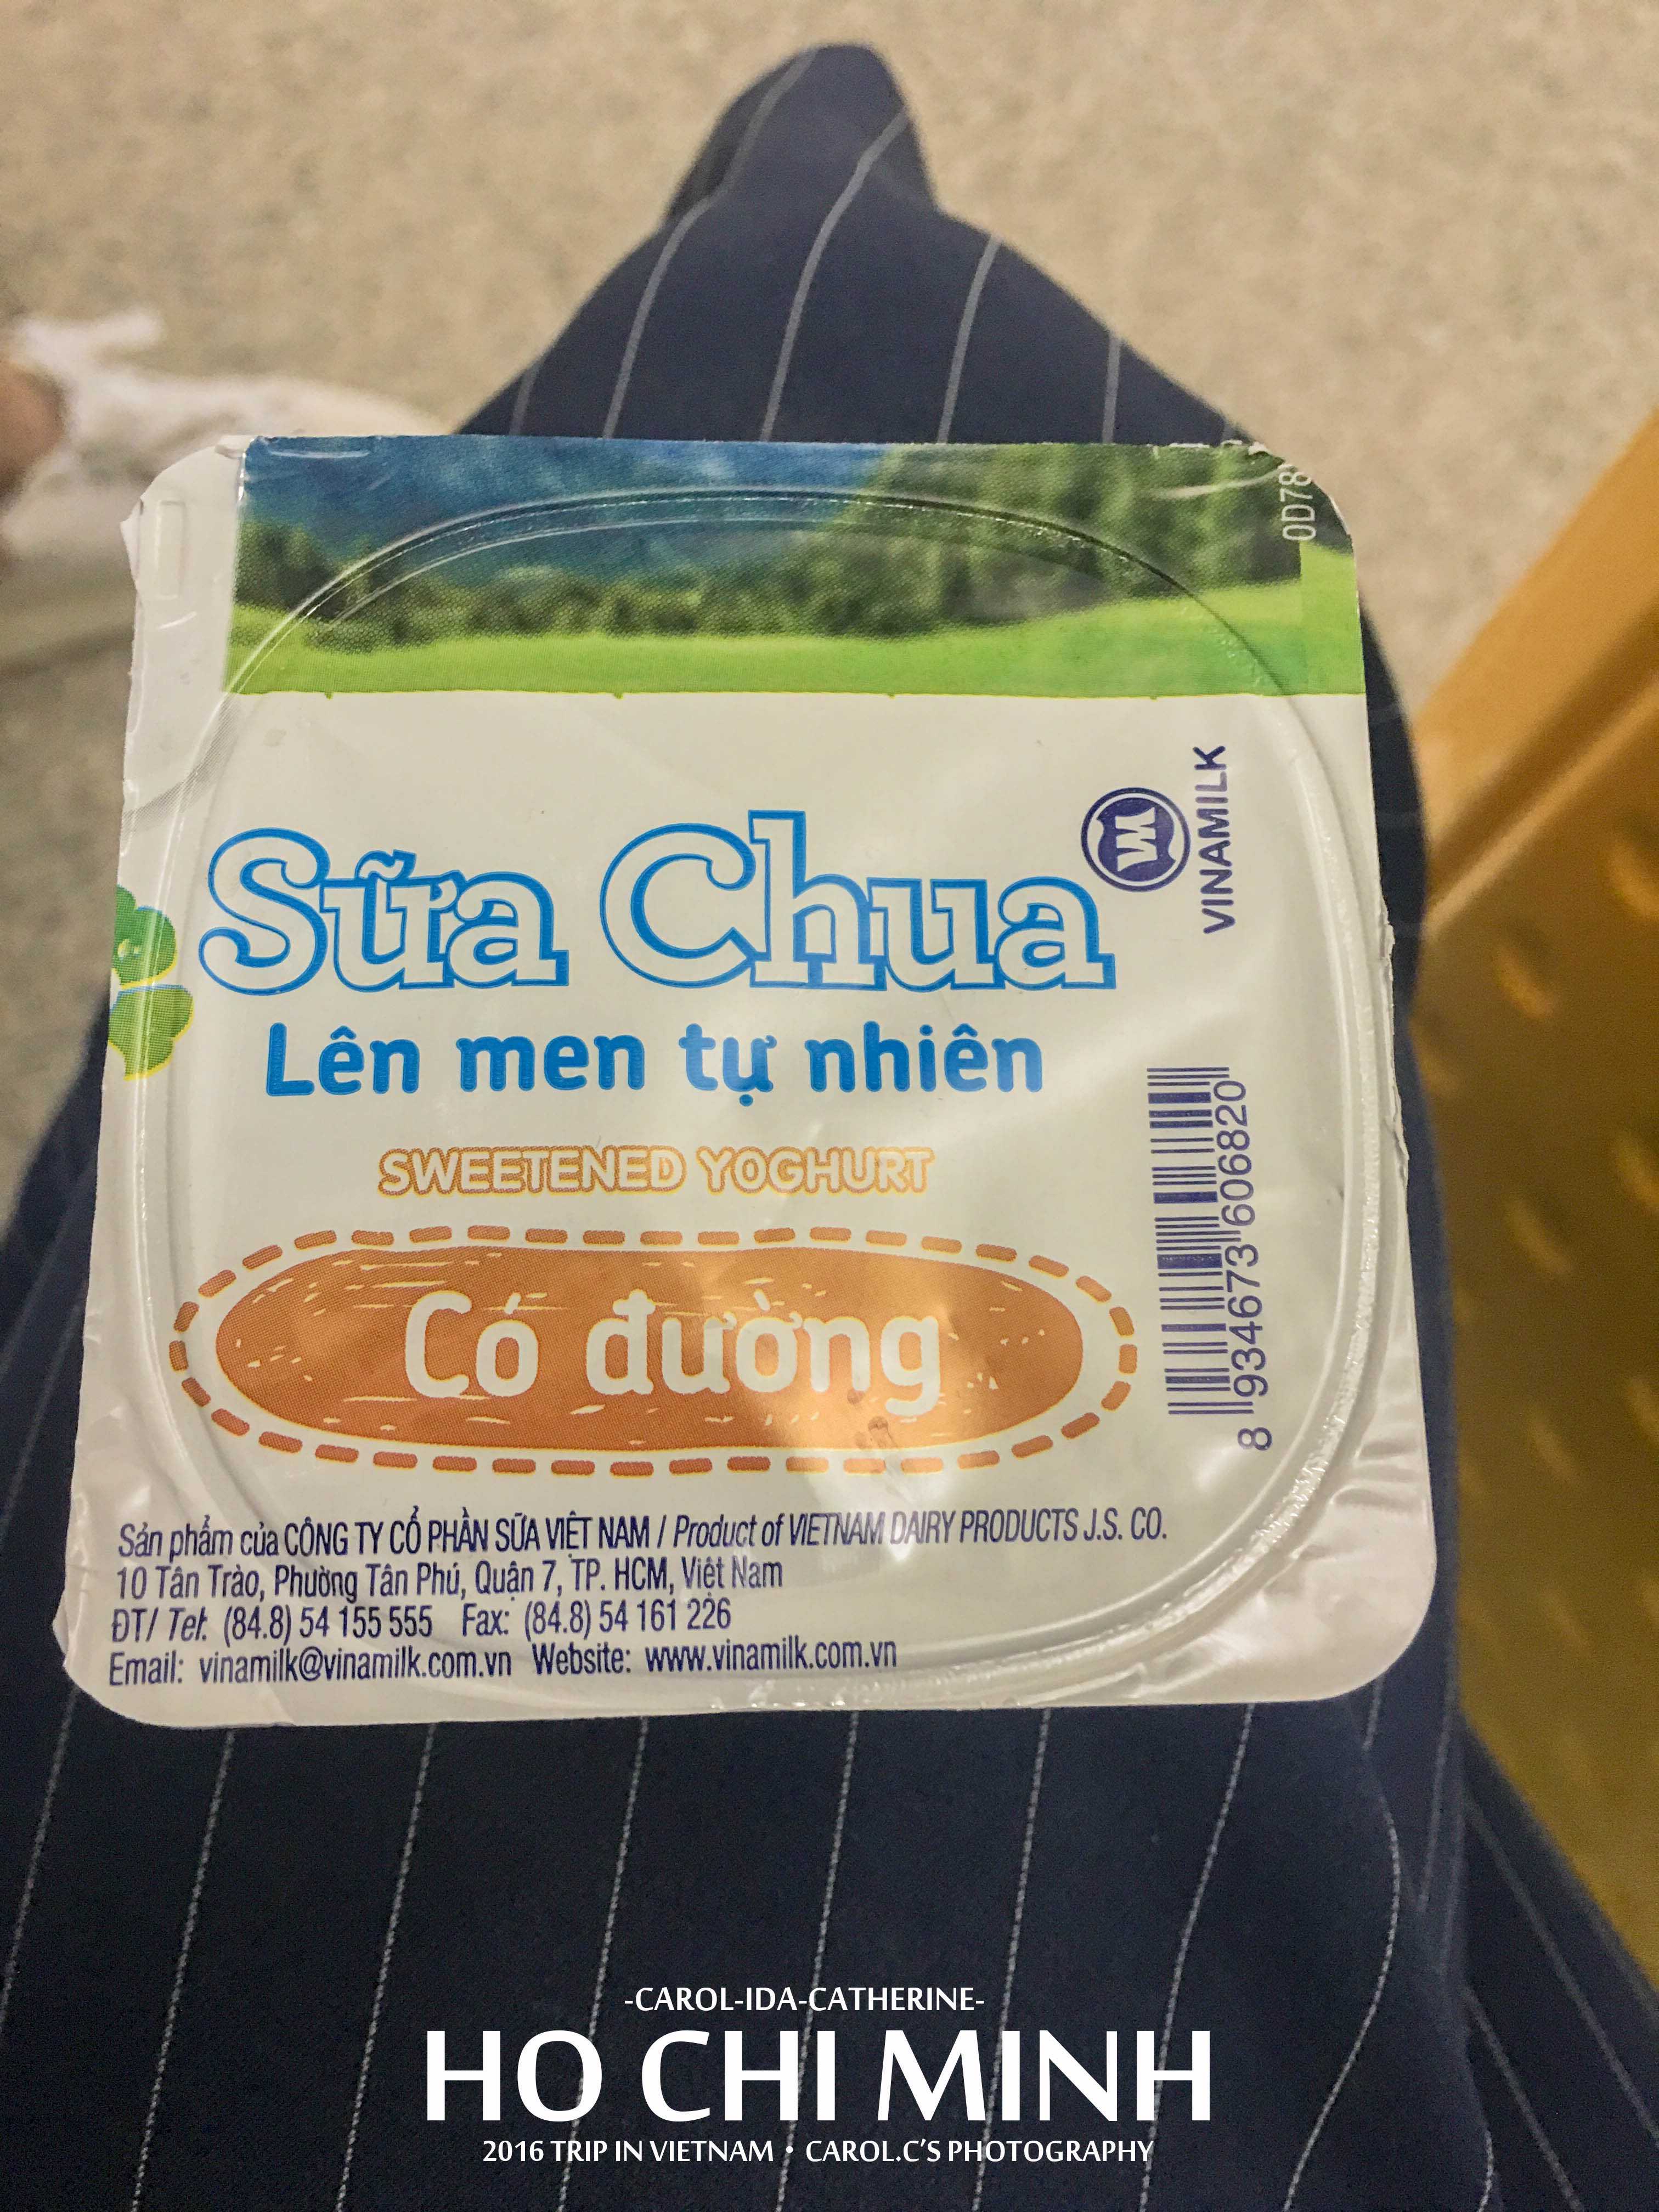 0D78
Sữa Chua
VINAMILK
Lên men tự nhiên
SWEETENED YOGHURT
Có đường
8 934673 606820
Sản phẩm của CÔNG TY CỔ PHẦN SỮA VIỆT NAM / Product of VIETNAM DAIRY PRODUCTS J.S. CO.
10 Tân Trào, Phường Tân Phú, Quận 7, TP. HCM, Việt Nam
ĐT/ Tel: (84.8) 54 155 555 Fax: (84.8) 54 161 226
Email: vinamilk@vinamilk.com.vn Website: www.vinamilk.com.vn
-CAROL-IDA-CATHERINE-
HO CHI MINH
2016 TRIP IN VIETNAM • CAROL.C'S PHOTOGRAPHY